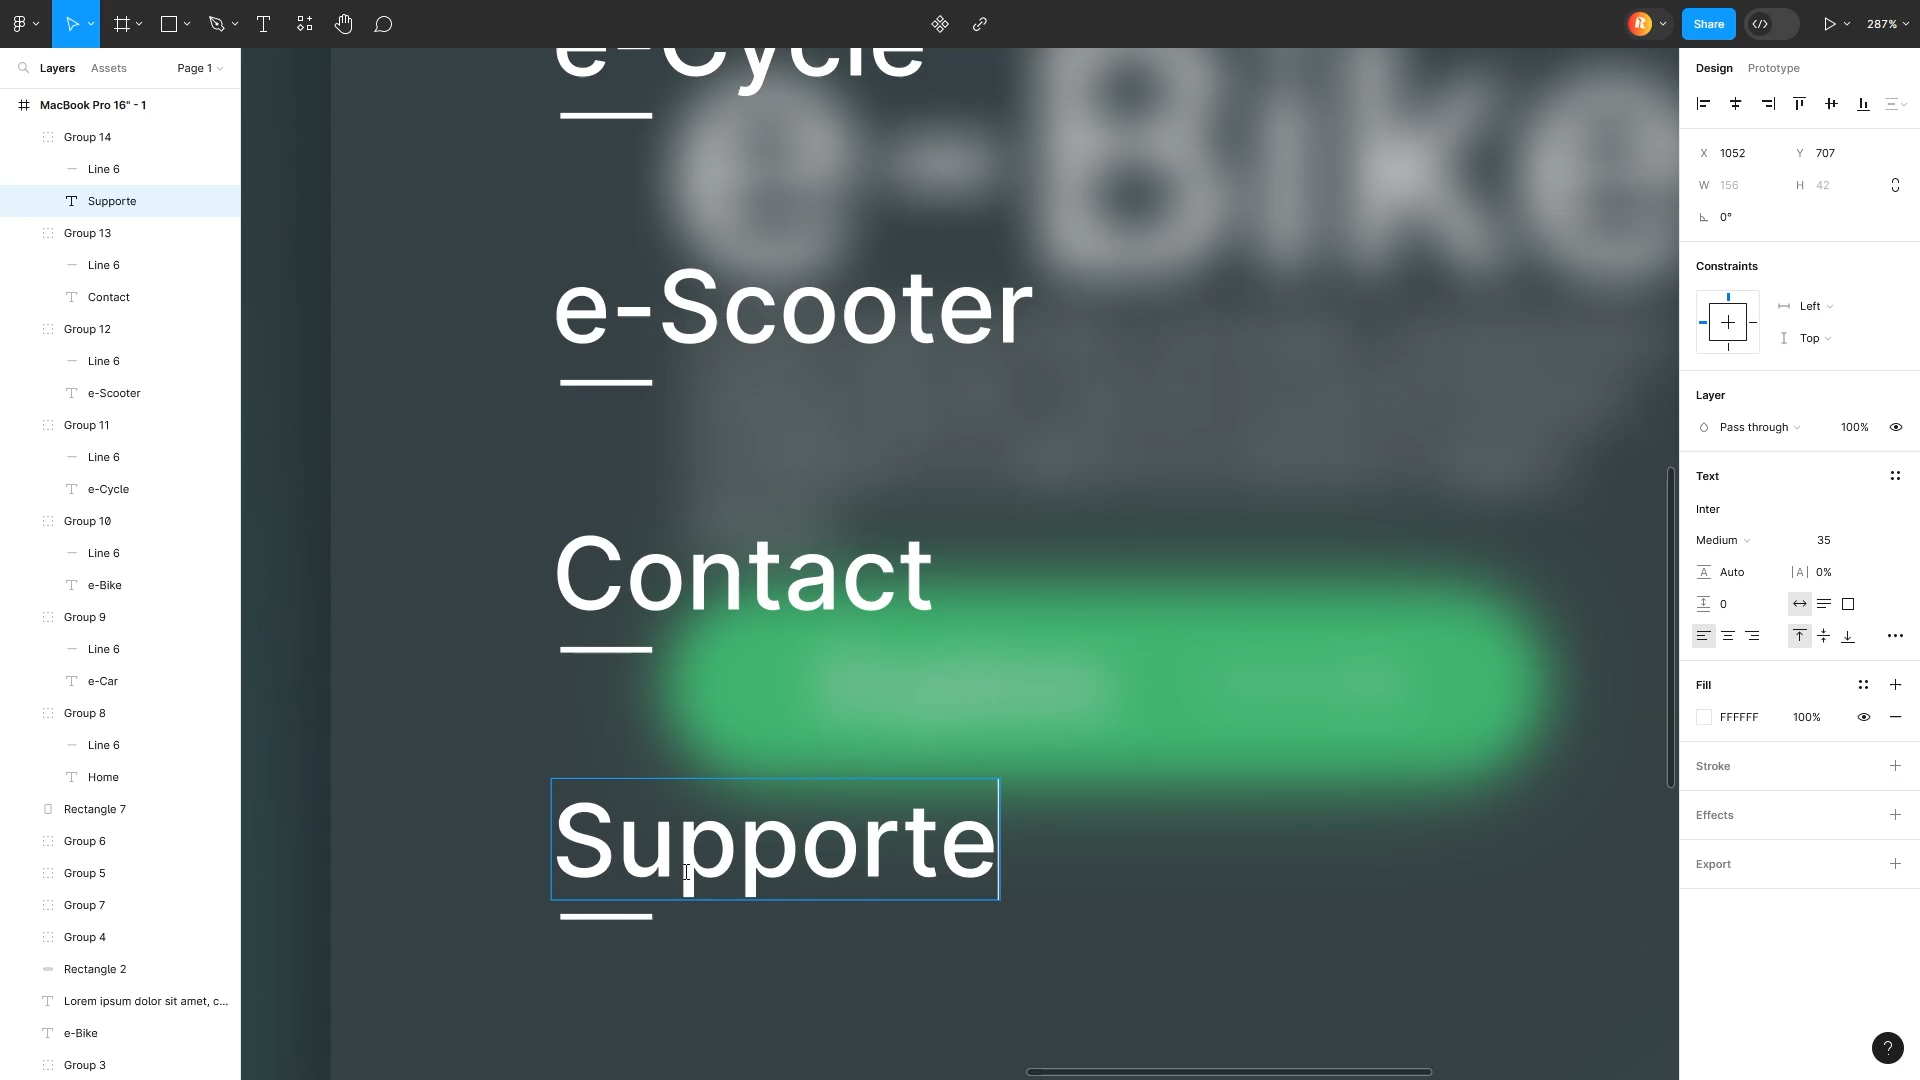 Share
287%
Layers
Assets
Page 1
MacBook Pro 16" - 1
Group 14
Line 6
Supporte
Group 13
Line 6
Contact
Group 12
Line 6
e-Scooter
Group 11
Line 6
e-Cycle
Group 10
Line 6
e-Bike
Group 9
Line 6
e-Car
Group 8
Line 6
Home
Rectangle 7
Group 6
Group 5
Group 7
Group 4
Rectangle 2
Lorem ipsum dolor sit amet, c...
e-Bike
Group 3
e-Cycle
e-Bike
e-Scooter
Contact
Supporte
Design
Prototype
X 1052
Y 707
W 156
H 42
0°
Constraints
Left
Top
Layer
Pass through
100%
Text
Inter
Medium
35
Auto
|A| 0%
0
Fill
FFFFFF
100%
Stroke
Effects
Export
?